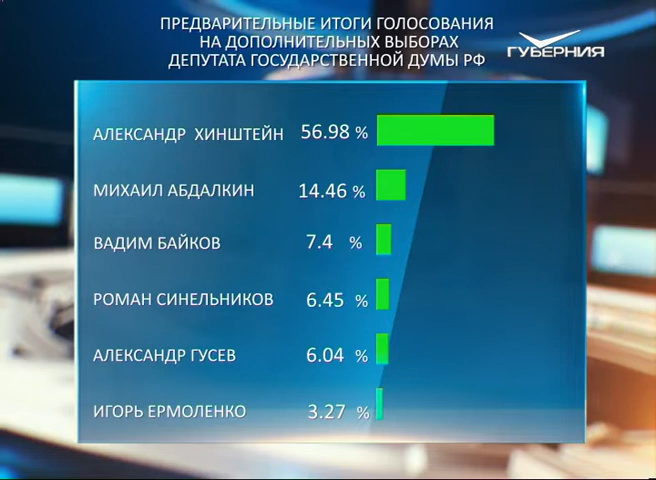 ПРЕДВАРИТЕЛЬНЫЕ ИТОГИ ГОЛОСОВАНИЯ
НА ДОПОЛНИТЕЛЬНЫХ ВЫБОРАХ
ДЕПУТАТА ГОСУДАРСТВЕННОЙ ДУМЫ РФ
ГУБЕРНИЯ
АЛЕКСАНДР ХИНШТЕЙН 56.98 %
МИХАИЛ АБДАЛКИН 14.46 %
ВАДИМ БАЙКОВ 7.4 %
РОМАН СИНЕЛЬНИКОВ 6.45 %
АЛЕКСАНДР ГУСЕВ 6.04 %
ИГОРЬ ЕРМОЛЕНКО 3.27 %